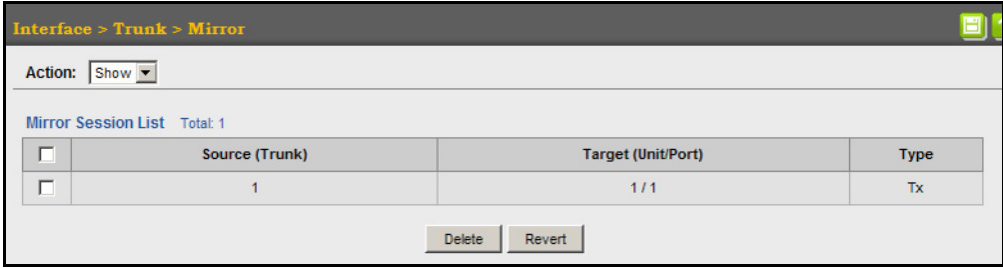 Interface > Trunk > Mirror
Action: Show
Mirror Session List Total: 1
Source (Trunk) Target (Unit/Port) Type
1 1 / 1 Tx
Delete Revert